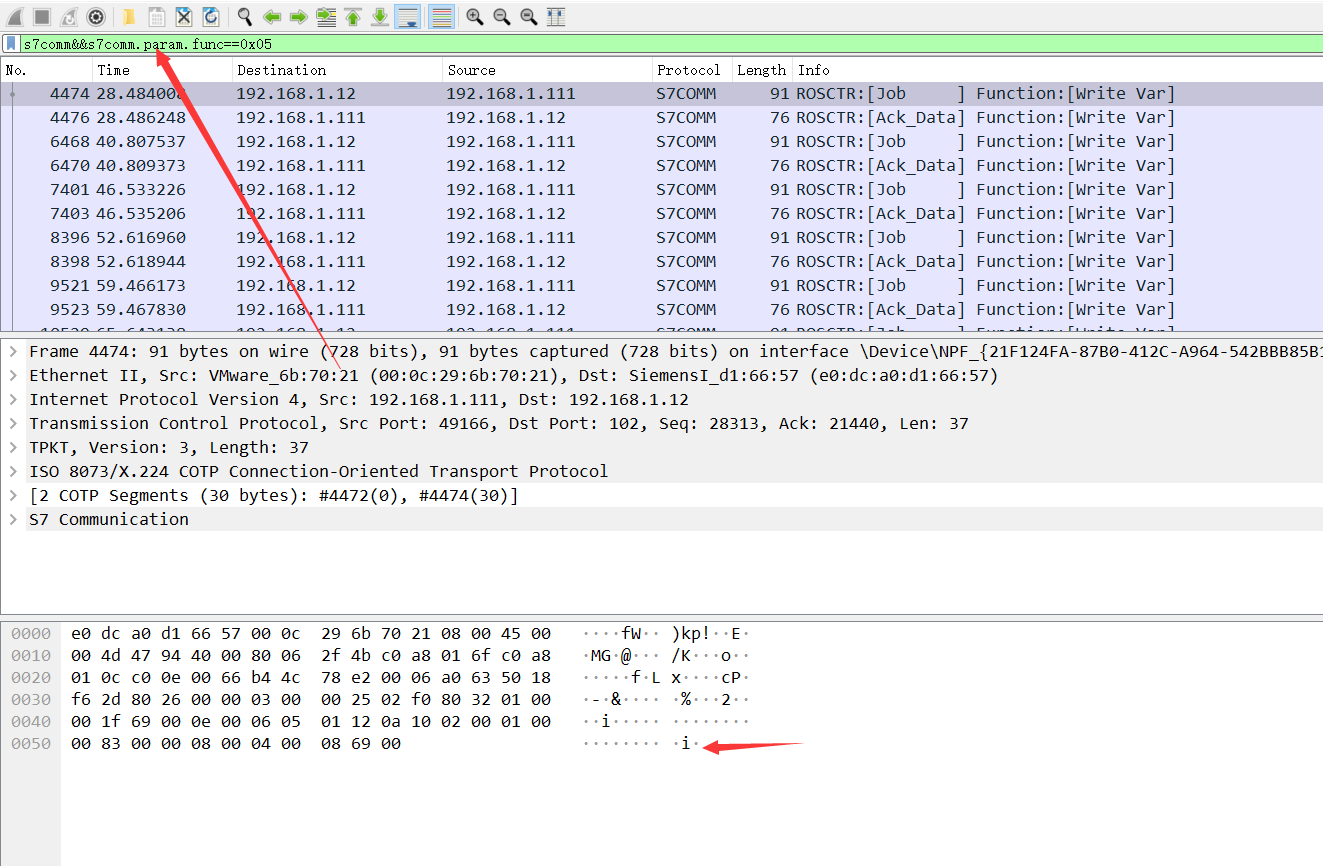 s7comm&&s7comm.param.func==0x05
No. Time Destination Source Protocol Length Info
4474 28.484008 192.168.1.12 192.168.1.111 S7COMM 91 ROSCTR:[Job     ] Function:[Write Var]
4476 28.486248 192.168.1.111 192.168.1.12 S7COMM 76 ROSCTR:[Ack_Data] Function:[Write Var]
6468 40.807537 192.168.1.12 192.168.1.111 S7COMM 91 ROSCTR:[Job     ] Function:[Write Var]
6470 40.809373 192.168.1.111 192.168.1.12 S7COMM 76 ROSCTR:[Ack_Data] Function:[Write Var]
7401 46.533226 192.168.1.12 192.168.1.111 S7COMM 91 ROSCTR:[Job     ] Function:[Write Var]
7403 46.535206 192.168.1.111 192.168.1.12 S7COMM 76 ROSCTR:[Ack_Data] Function:[Write Var]
8396 52.616960 192.168.1.12 192.168.1.111 S7COMM 91 ROSCTR:[Job     ] Function:[Write Var]
8398 52.618944 192.168.1.111 192.168.1.12 S7COMM 76 ROSCTR:[Ack_Data] Function:[Write Var]
9521 59.466173 192.168.1.12 192.168.1.111 S7COMM 91 ROSCTR:[Job     ] Function:[Write Var]
9523 59.467830 192.168.1.111 192.168.1.12 S7COMM 76 ROSCTR:[Ack_Data] Function:[Write Var]
Frame 4474: 91 bytes on wire (728 bits), 91 bytes captured (728 bits) on interface \Device\NPF_{21F124FA-87B0-412C-A964-542BBB85B1
Ethernet II, Src: VMware_6b:70:21 (00:0c:29:6b:70:21), Dst: SiemensI_d1:66:57 (e0:dc:a0:d1:66:57)
Internet Protocol Version 4, Src: 192.168.1.111, Dst: 192.168.1.12
Transmission Control Protocol, Src Port: 49166, Dst Port: 102, Seq: 28313, Ack: 21440, Len: 37
TPKT, Version: 3, Length: 37
ISO 8073/X.224 COTP Connection-Oriented Transport Protocol
[2 COTP Segments (30 bytes): #4472(0), #4474(30)]
S7 Communication
0000 e0 dc a0 d1 66 57 00 0c 29 6b 70 21 08 00 45 00 ····fW·· )kp!··E·
0010 00 4d 47 94 40 00 80 06 2f 4b c0 a8 01 6f c0 a8 ·MG·@··· /K···o··
0020 01 0c c0 0e 00 66 b4 4c 78 e2 00 06 a0 63 50 18 ·····f·L x····cP·
0030 f6 2d 80 26 00 00 03 00 00 25 02 f0 80 32 01 00 ·-·&···· ·%···2··
0040 00 1f 69 00 0e 00 06 05 01 12 0a 10 02 00 01 00 ··i····· ········
0050 00 83 00 00 08 00 04 00 08 69 00 ········ ·i·